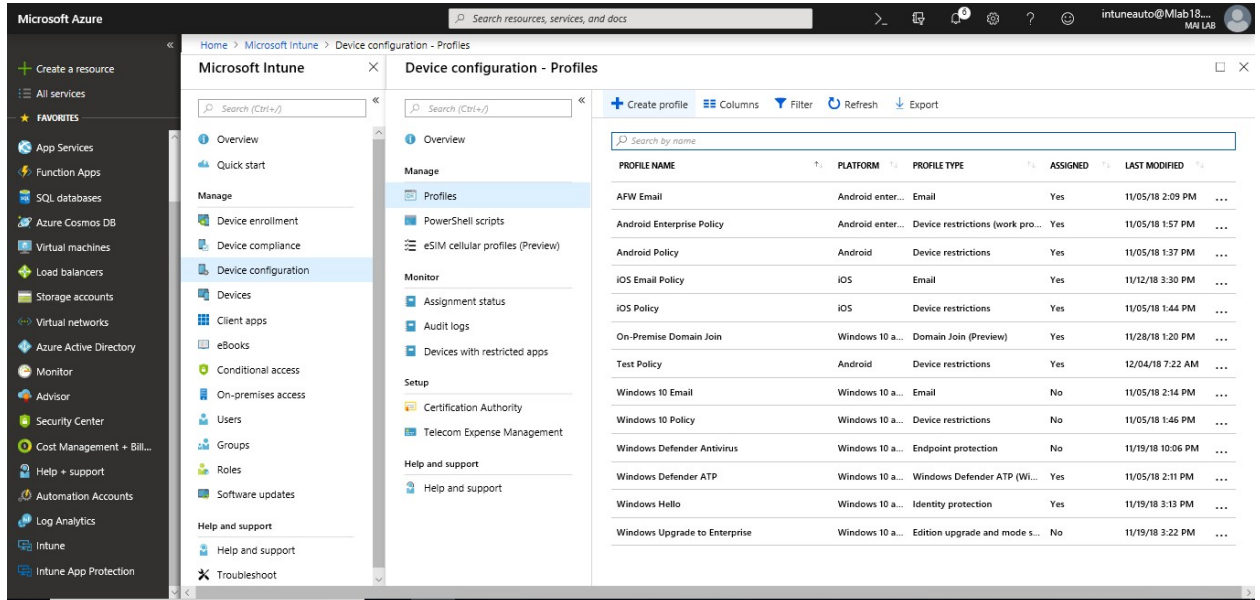 Microsoft Azure
Search resources, services, and docs
6
intuneauto@Mlab18....
MAI LAB
Create a resource
All services
FAVORITES
App Services
Function Apps
SQL databases
Azure Cosmos DB
Virtual machines
Load balancers
Storage accounts
Virtual networks
Azure Active Directory
Monitor
Advisor
Security Center
Cost Management + Bill...
Help + support
Automation Accounts
Log Analytics
Intune
Intune App Protection
Home > Microsoft Intune > Device configuration - Profiles
Microsoft Intune
Search (Ctrl+/)
Overview
Quick start
Manage
Device enrollment
Device compliance
Device configuration
Devices
Client apps
eBooks
Conditional access
On-premises access
Users
Groups
Roles
Software updates
Help and support
Help and support
Troubleshoot
Device configuration - Profiles
Search (Ctrl+/)
Overview
Manage
Profiles
PowerShell scripts
eSIM cellular profiles (Preview)
Monitor
Assignment status
Audit logs
Devices with restricted apps
Setup
Certification Authority
Telecom Expense Management
Help and support
Help and support
Create profile Columns Filter Refresh Export
Search by name
PROFILE NAME PLATFORM PROFILE TYPE ASSIGNED LAST MODIFIED
AFW Email Android enter... Email Yes 11/05/18 2:09 PM ...
Android Enterprise Policy Android enter... Device restrictions (work pro... Yes 11/05/18 1:57 PM ...
Android Policy Android Device restrictions Yes 11/05/18 1:37 PM ...
iOS Email Policy iOS Email Yes 11/12/18 3:30 PM ...
iOS Policy iOS Device restrictions Yes 11/05/18 1:44 PM ...
On-Premise Domain Join Windows 10 a... Domain Join (Preview) Yes 11/28/18 1:20 PM ...
Test Policy Android Device restrictions Yes 12/04/18 7:22 AM ...
Windows 10 Email Windows 10 a... Email No 11/05/18 2:14 PM ...
Windows 10 Policy Windows 10 a... Device restrictions No 11/05/18 1:46 PM ...
Windows Defender Antivirus Windows 10 a... Endpoint protection No 11/19/18 10:06 PM ...
Windows Defender ATP Windows 10 a... Windows Defender ATP (Wi... Yes 11/05/18 2:11 PM ...
Windows Hello Windows 10 a... Identity protection Yes 11/19/18 3:13 PM ...
Windows Upgrade to Enterprise Windows 10 a... Edition upgrade and mode s... No 11/19/18 3:22 PM ...